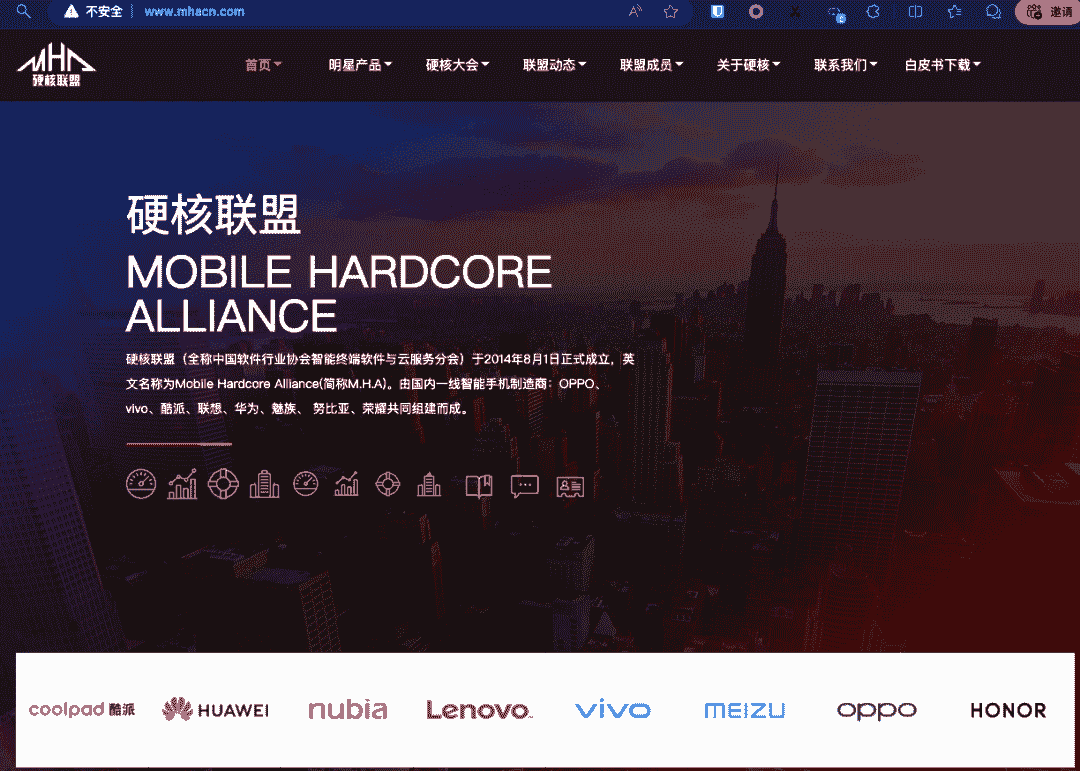 不安全 www.mhacn.com
邀请
MHA
硬核联盟
首页 明星产品 硬核大会 联盟动态 联盟成员 关于硬核 联系我们 白皮书下载
硬核联盟
MOBILE HARDCORE
ALLIANCE
硬核联盟（全称中国软件行业协会智能终端软件与云服务分会）于2014年8月1日正式成立，英
文名称为Mobile Hardcore Alliance(简称M.H.A)。由国内一线智能手机制造商：OPPO、
vivo、酷派、联想、华为、魅族、 努比亚、荣耀共同组建而成。
coolpad 酷派 HUAWEI nubia Lenovo vivo MEIZU oppo HONOR